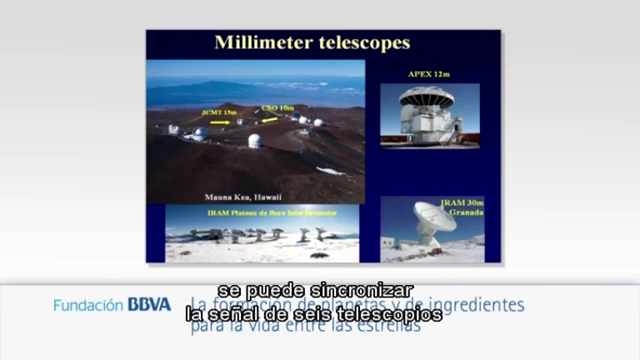 Millimeter telescopes
APEX 12m
JCMT 15m
CSO 10m
Mauna Kea, Hawaii
IRAM Plateau de Bure Interferometer
IRAM 30m
Granada
se puede sincronizar
la señal de seis telescopios
Fundación BBVA
La formación de planetas y de ingredientes
para la vida entre las estrellas